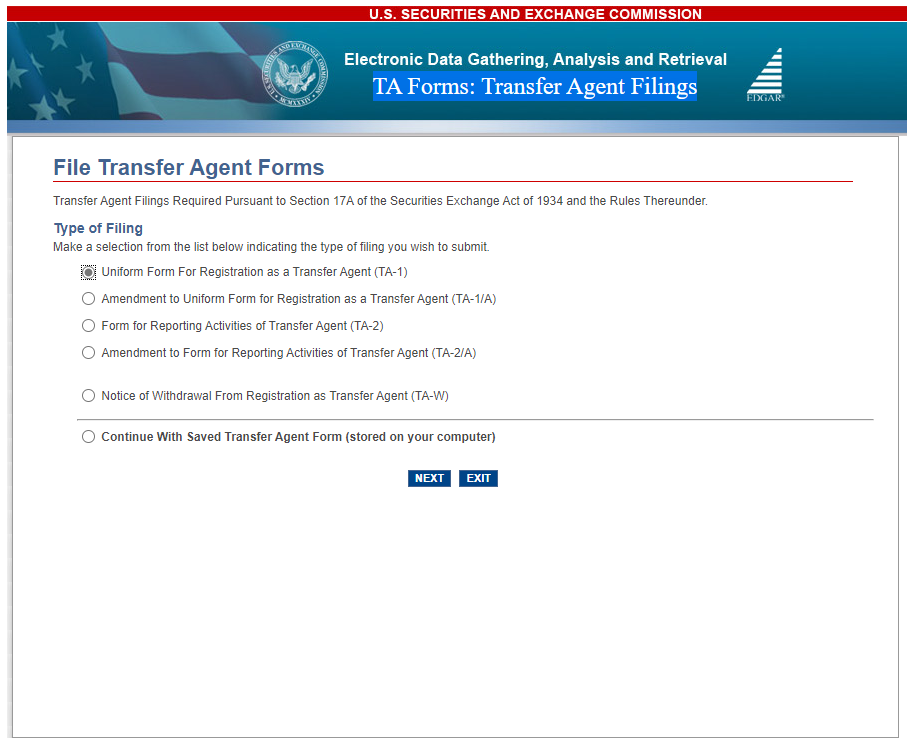 U.S. SECURITIES AND EXCHANGE COMMISSION
Electronic Data Gathering, Analysis and Retrieval
TA Forms: Transfer Agent Filings
EDGAR®
File Transfer Agent Forms
Transfer Agent Filings Required Pursuant to Section 17A of the Securities Exchange Act of 1934 and the Rules Thereunder.
Type of Filing
Make a selection from the list below indicating the type of filing you wish to submit.
Uniform Form For Registration as a Transfer Agent (TA-1)
Amendment to Uniform Form for Registration as a Transfer Agent (TA-1/A)
Form for Reporting Activities of Transfer Agent (TA-2)
Amendment to Form for Reporting Activities of Transfer Agent (TA-2/A)
Notice of Withdrawal From Registration as Transfer Agent (TA-W)
Continue With Saved Transfer Agent Form (stored on your computer)
NEXT EXIT